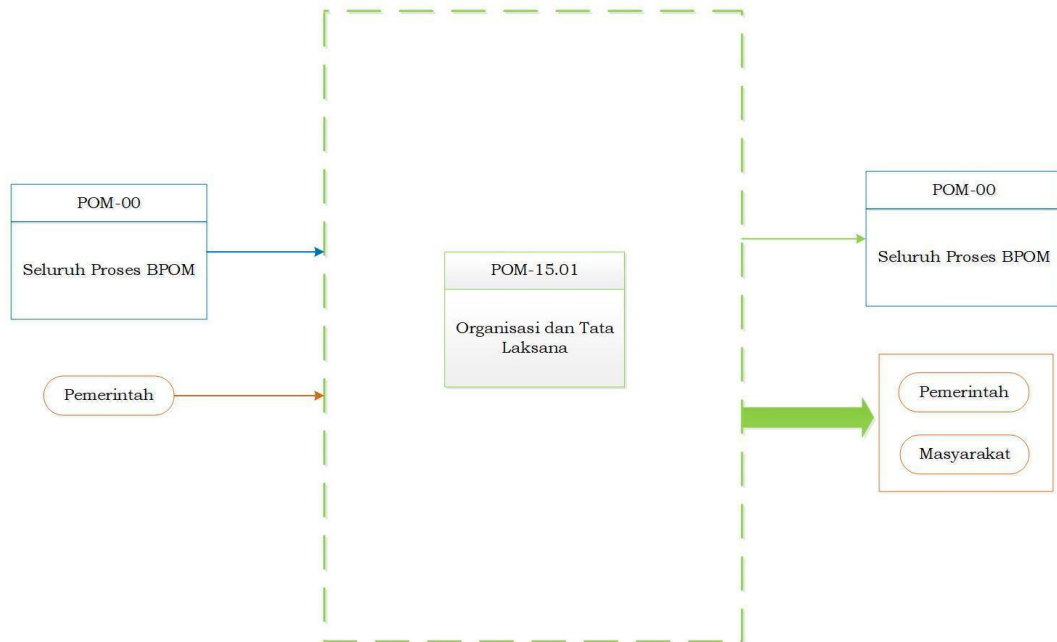 POM-00
Seluruh Proses BPOM
Pemerintah
POM-15.01
Organisasi dan Tata
Laksana
POM-00
Seluruh Proses BPOM
Pemerintah
Masyarakat